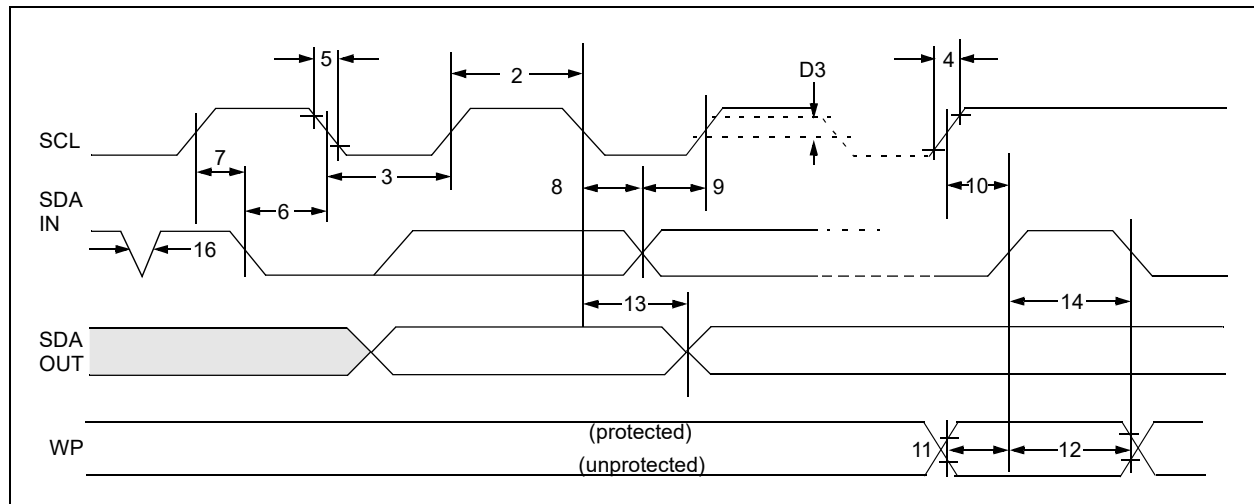 5
2
D3
4
SCL
7
3
8
9
10
SDA
IN
6
16
13
14
SDA
OUT
(protected)
WP
11
12
(unprotected)